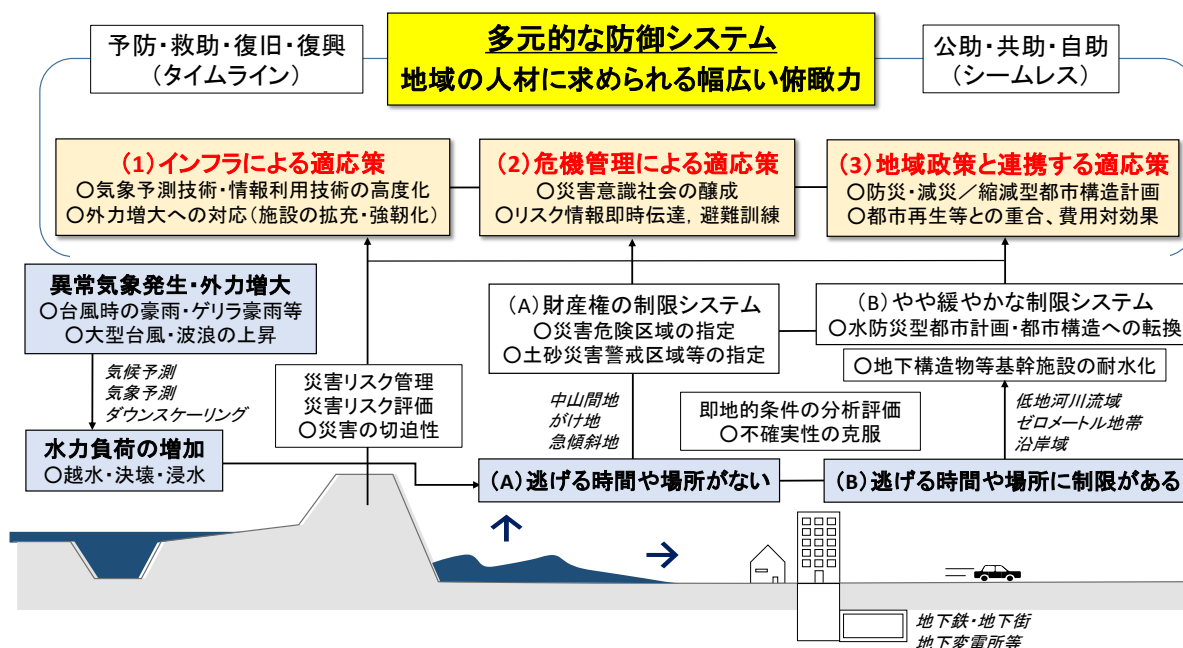 予防・救助・復旧・復興
(タイムライン)
多元的な防御システム
地域の人材に求められる幅広い俯瞰力
公助・共助・自助
(シームレス)
(1)インフラによる適応策
○気象予測技術・情報利用技術の高度化
○外力増大への対応(施設の拡充・強靭化)
(2)危機管理による適応策
○災害意識社会の醸成
○リスク情報即時伝達,避難訓練
(3)地域政策と連携する適応策
○防災・減災/縮減型都市構造計画
○都市再生等との重合、費用対効果
異常気象発生・外力増大
○台風時の豪雨・ゲリラ豪雨等
○大型台風・波浪の上昇
(A)財産権の制限システム
○災害危険区域の指定
○土砂災害警戒区域等の指定
(B)やや緩やかな制限システム
○水防災型都市計画・都市構造への転換
○地下構造物等基幹施設の耐水化
気候予測
気象予測
ダウンスケーリング
災害リスク管理
災害リスク評価
○災害の切迫性
中山間地
がけ地
急傾斜地
即地的条件の分析評価
○不確実性の克服
低地河川流域
ゼロメートル地帯
沿岸域
水力負荷の増加
○越水・決壊・浸水
(A)逃げる時間や場所がない
(B)逃げる時間や場所に制限がある
地下鉄・地下街
地下変電所等